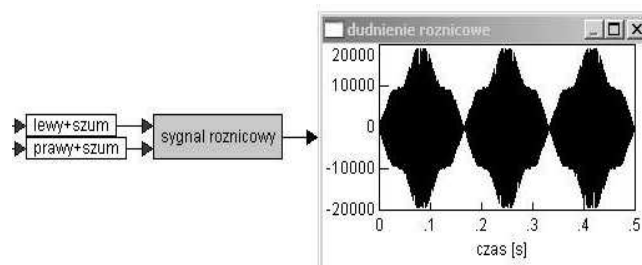 dudnienie roznicowe
lewy+szum
prawy+szum
sygnal roznicowy
20000
10000
0
-10000
-20000
0 .1 .2 .3 .4 .5
czas [s]